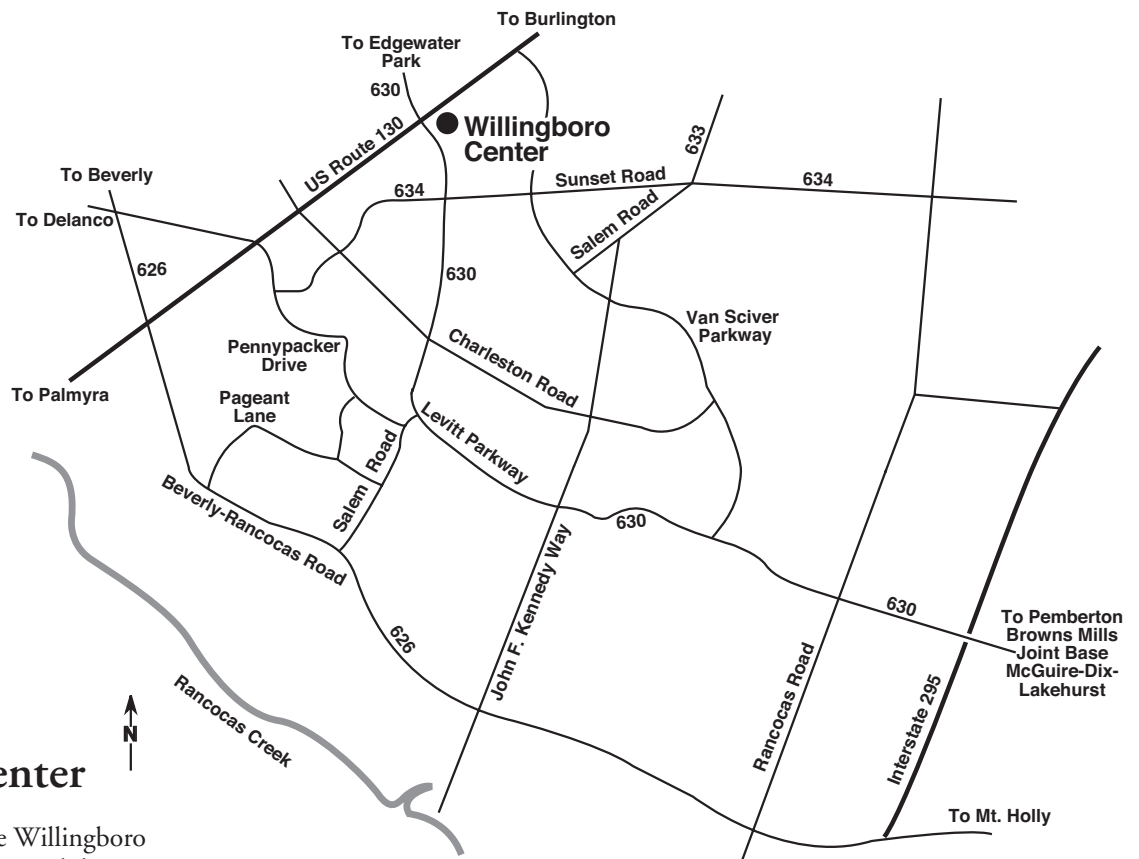 To Burlington
To Edgewater
Park
630
Willingboro
Center
US Route 130
633
To Beverly
Sunset Road
634
634
To Delanco
Salem Road
626
630
Van Sciver
Parkway
Charleston Road
Pennypacker
Drive
To Palmyra
Pageant
Lane
Levitt Parkway
Salem Road
Beverly-Rancocas Road
630
John F. Kennedy Way
630
To Pemberton
Browns Mills
Joint Base
McGuire-Dix-
Lakehurst
626
Rancocas Road
Interstate 295
Rancocas Creek
N
enter
To Mt. Holly
e Willingboro